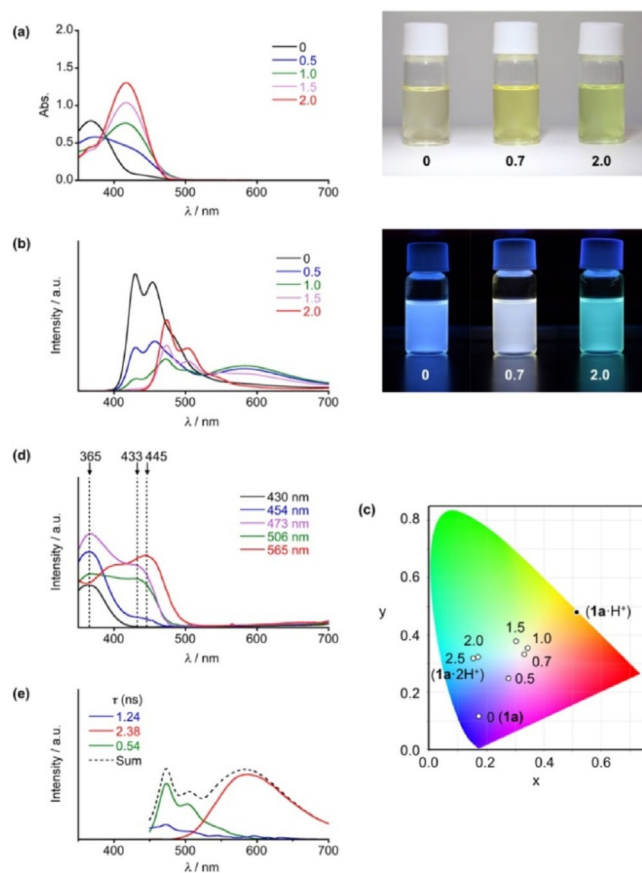 (a)
2.0
1.5
1.0
0.5
0.0
Abs.
0
0.5
1.0
1.5
2.0
400 500 600 700
λ / nm
0 0.7 2.0
(b)
Intensity / a.u.
0
0.5
1.0
1.5
2.0
400 500 600 700
λ / nm
0 0.7 2.0
(d)
365 433 445
Intensity / a.u.
430 nm
454 nm
473 nm
506 nm
565 nm
400 500 600 700
λ / nm
(c)
0.8
0.6
0.4
0.2
0.0
y
(1a·H⁺)
1.5
1.0
2.0
2.5
0.7
(1a·2H⁺)
0.5
0 (1a)
0.0 0.2 0.4 0.6
x
(e)
τ (ns)
1.24
2.38
0.54
Sum
Intensity / a.u.
400 500 600 700
λ / nm